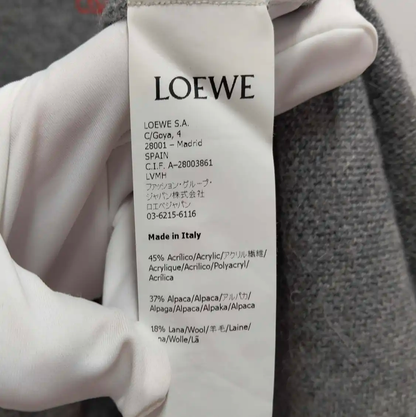 LOEWE
LOEWE S.A.
C/Goya, 4
28001 – Madrid
SPAIN
C.I.F. A-28003861
LVMH
ファッション・グループ・
ジャパン株式会社
ロエベジャパン
03-6215-6116
Made in Italy
45% Acrilico/Acrylic/アクリル繊維/
Acrylique/Acrilico/Polyacryl/
Acrílica
37% Alpaca/Alpaca/アルパカ/
Alpaga/Alpaca/Alpaka/Alpaca
18% Lana/Wool/羊毛/Laine/
/Wolle/Lã